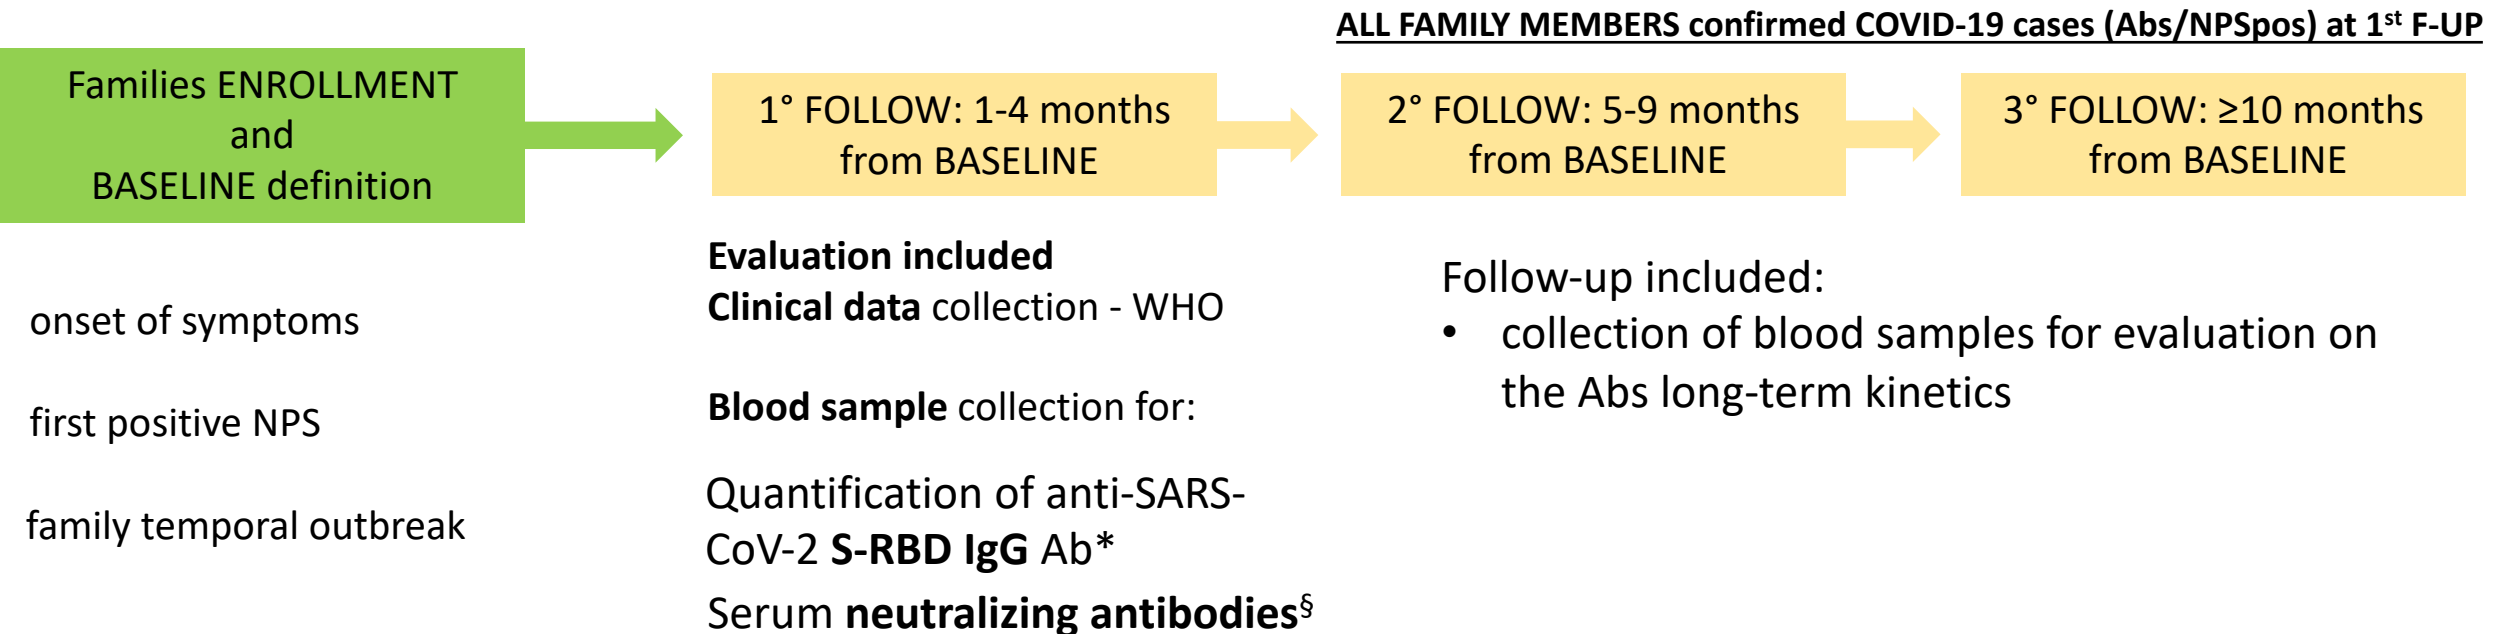 ALL FAMILY MEMBERS confirmed COVID-19 cases (Abs/NPSpos) at 1st F-UP
Families ENROLLMENT
and
BASELINE definition
1° FOLLOW: 1-4 months
from BASELINE
2° FOLLOW: 5-9 months
from BASELINE
3° FOLLOW: ≥10 months
from BASELINE
onset of symptoms
first positive NPS
family temporal outbreak
Evaluation included
Clinical data collection - WHO
Blood sample collection for:
Quantification of anti-SARS-
CoV-2 S-RBD IgG Ab*
Serum neutralizing antibodies§
Follow-up included:
• collection of blood samples for evaluation on
the Abs long-term kinetics